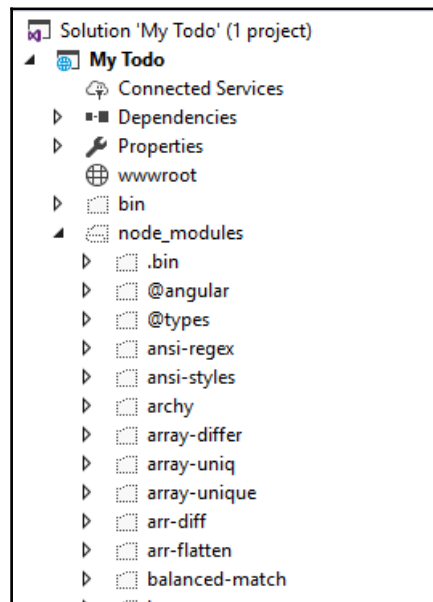 Solution 'My Todo' (1 project)
My Todo
Connected Services
Dependencies
Properties
wwwroot
bin
node_modules
.bin
@angular
@types
ansi-regex
ansi-styles
archy
array-differ
array-uniq
array-unique
arr-diff
arr-flatten
balanced-match